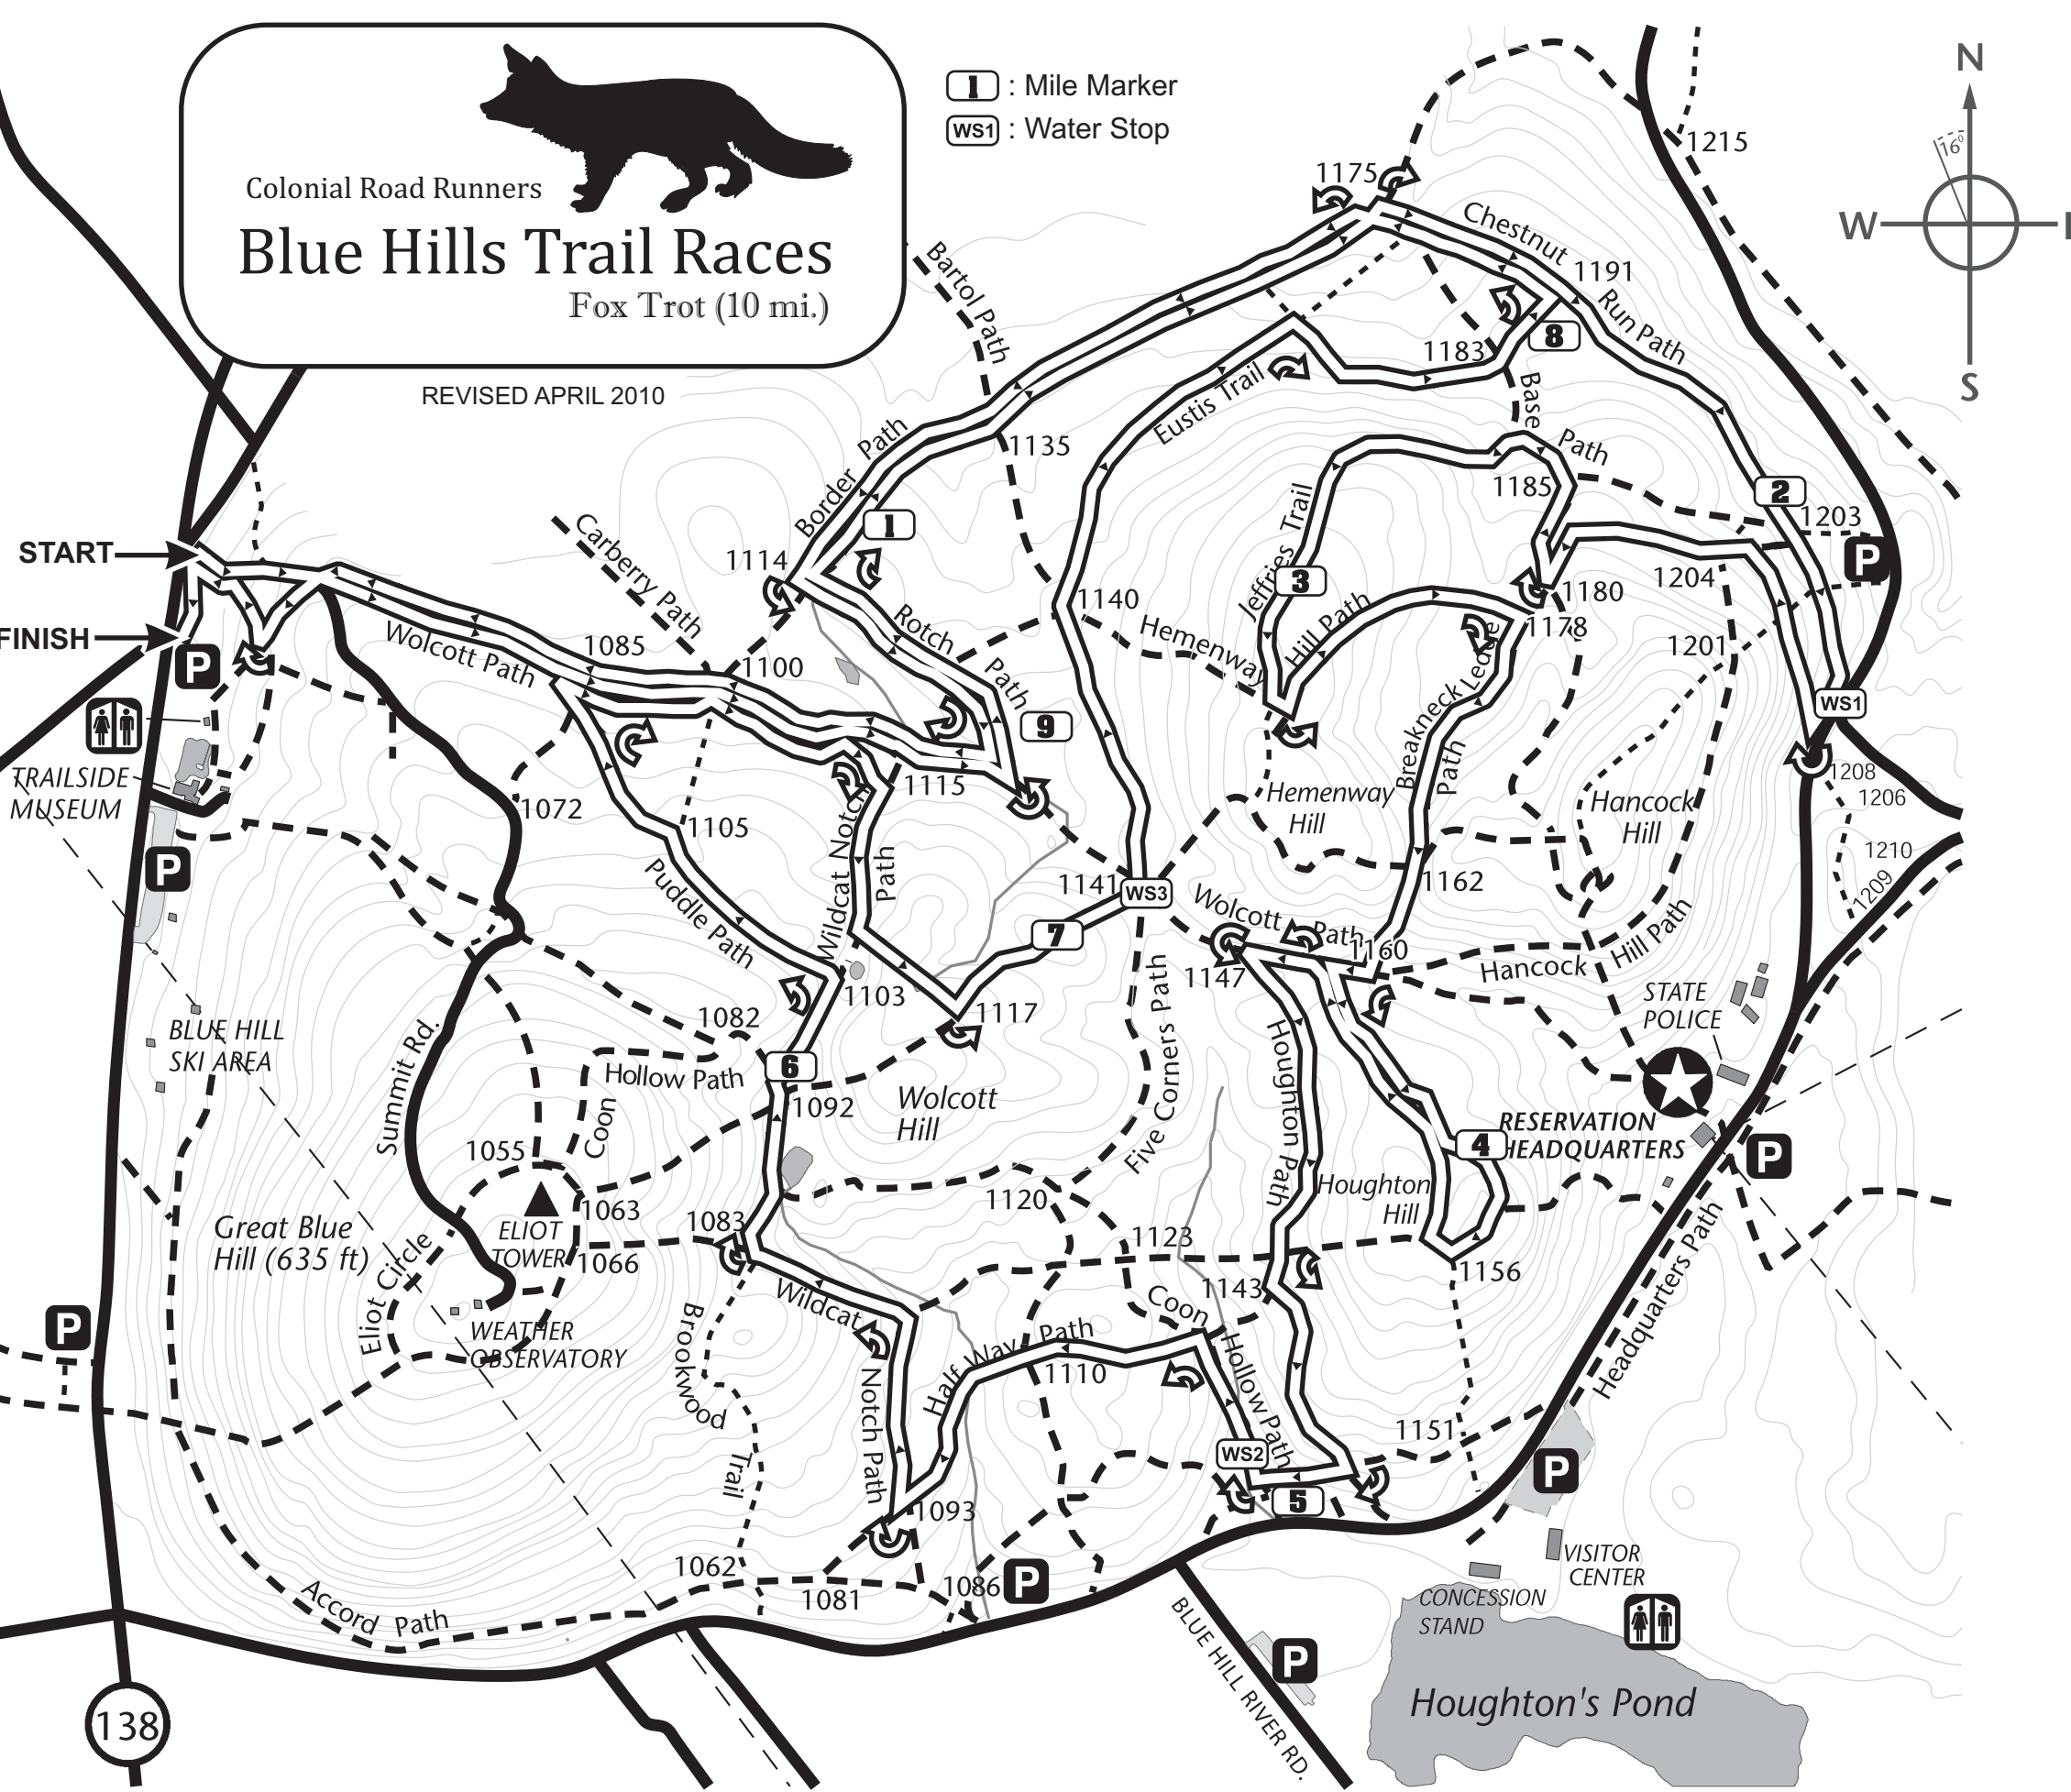 Colonial Road Runners
Blue Hills Trail Races
Fox Trot (10 mi.)
REVISED APRIL 2010
1 : Mile Marker
WS1 : Water Stop
N
16°
W
S
1215
1175
Chestnut
Run Path
1191
Bartol Path
8
1183
Base
Path
Eustis Trail
Border Path
1135
1185
2
1203
P
START
1
1114
Carberry Path
3
Jeffries Trail
1180
1204
1140
FINISH
P
Wolcott Path
1085
1100
Rotch
Path
Hemenway
Hill Path
1178
1201
9
WS1
Breakneck Ledge
Path
TRAILSIDE
MUSEUM
1072
1115
1105
Hemenway
Hill
Hancock
Hill
1208
1206
P
Puddle Path
Wildcat Notch
Path
1141
WS3
1162
1210
1209
7
Wolcott Path
1160
1147
Hancock
Hill Path
1103
1117
STATE
POLICE
BLUE HILL
SKI AREA
1082
6
Hollow Path
Coon
1092
Wolcott
Hill
Summit Rd.
Five Corners Path
Houghton Path
4
RESERVATION
HEADQUARTERS
P
1055
Houghton
Hill
1120
1063
1083
Great Blue
Hill (635 ft)
ELIOT
TOWER
1066
1123
1156
Eliot Circle
Wildcat
Notch Path
1143
Coon
Hollow Path
WEATHER
OBSERVATORY
Brookwood
Trail
Half Way Path
1110
Headquarters Path
P
1151
WS2
P
5
1093
1062
1081
1086
P
Accord Path
VISITOR
CENTER
CONCESSION
STAND
BLUE HILL RIVER RD.
P
Houghton's Pond
138